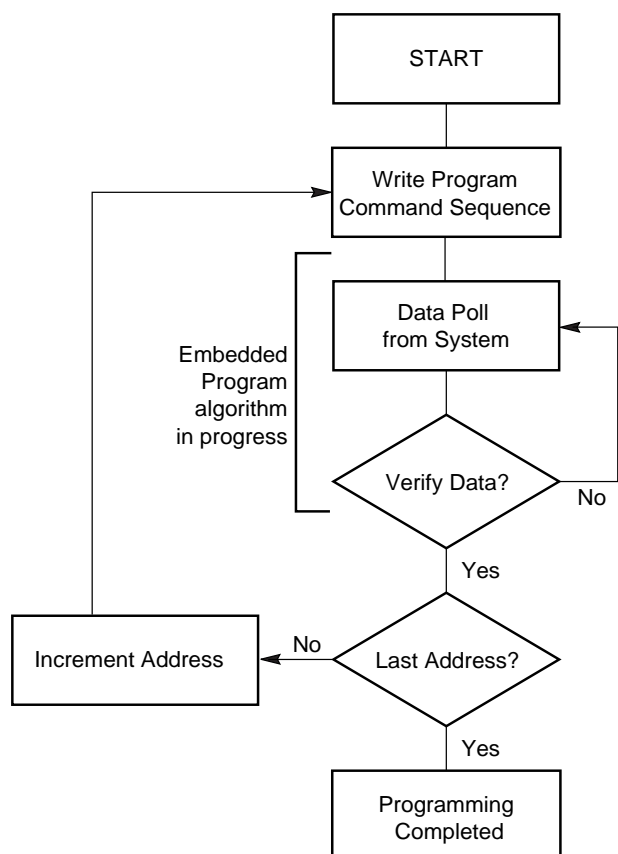 START
Write Program
Command Sequence
Data Poll
from System
Embedded
Program
algorithm
in progress
Verify Data?
No
Yes
Increment Address
No
Last Address?
Yes
Programming
Completed